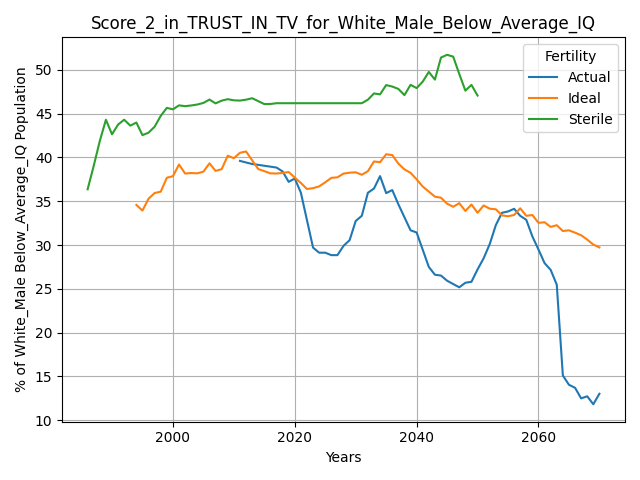 Score_2_in_TRUST_IN_TV_for_White_Male_Below_Average_IQ
% of White_Male Below_Average_IQ Population
50
45
40
35
30
25
20
15
10
Fertility
Actual
Ideal
Sterile
2000
2020
2040
2060
Years